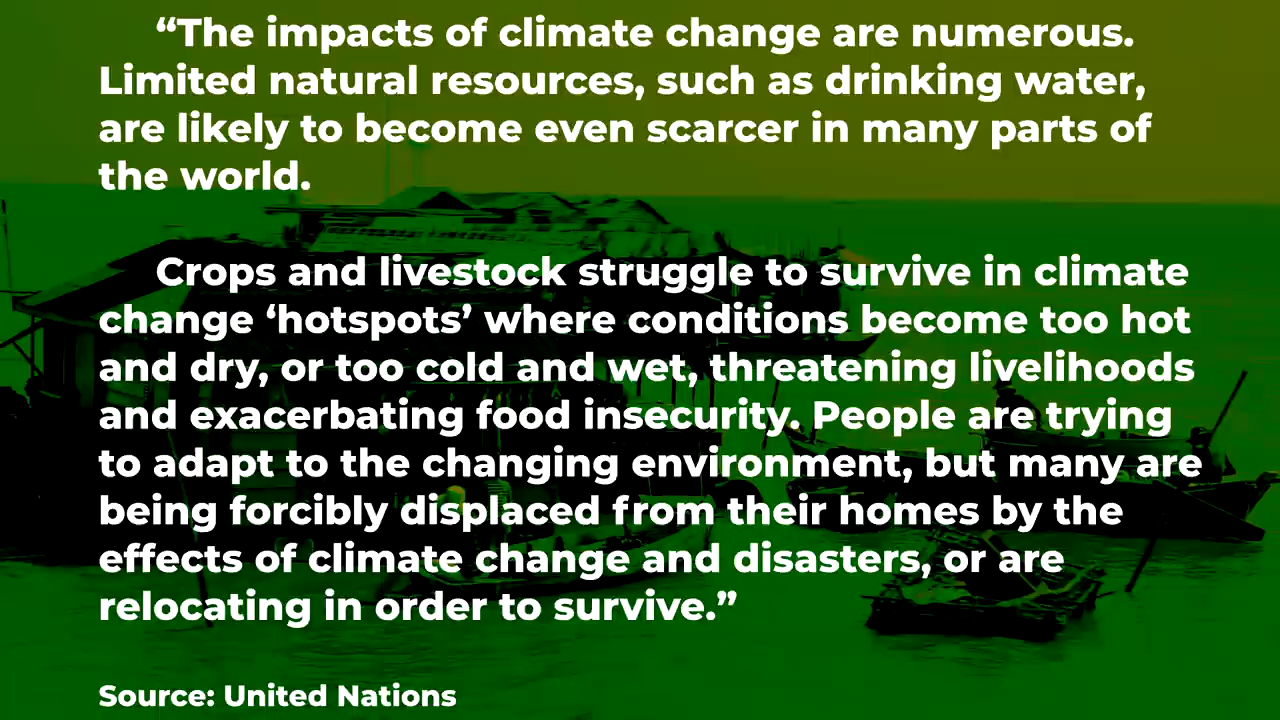 “The impacts of climate change are numerous.
Limited natural resources, such as drinking water,
are likely to become even scarcer in many parts of
the world.
Crops and livestock struggle to survive in climate
change ‘hotspots’ where conditions become too hot
and dry, or too cold and wet, threatening livelihoods
and exacerbating food insecurity. People are trying
to adapt to the changing environment, but many are
being forcibly displaced from their homes by the
effects of climate change and disasters, or are
relocating in order to survive.”
Source: United Nations